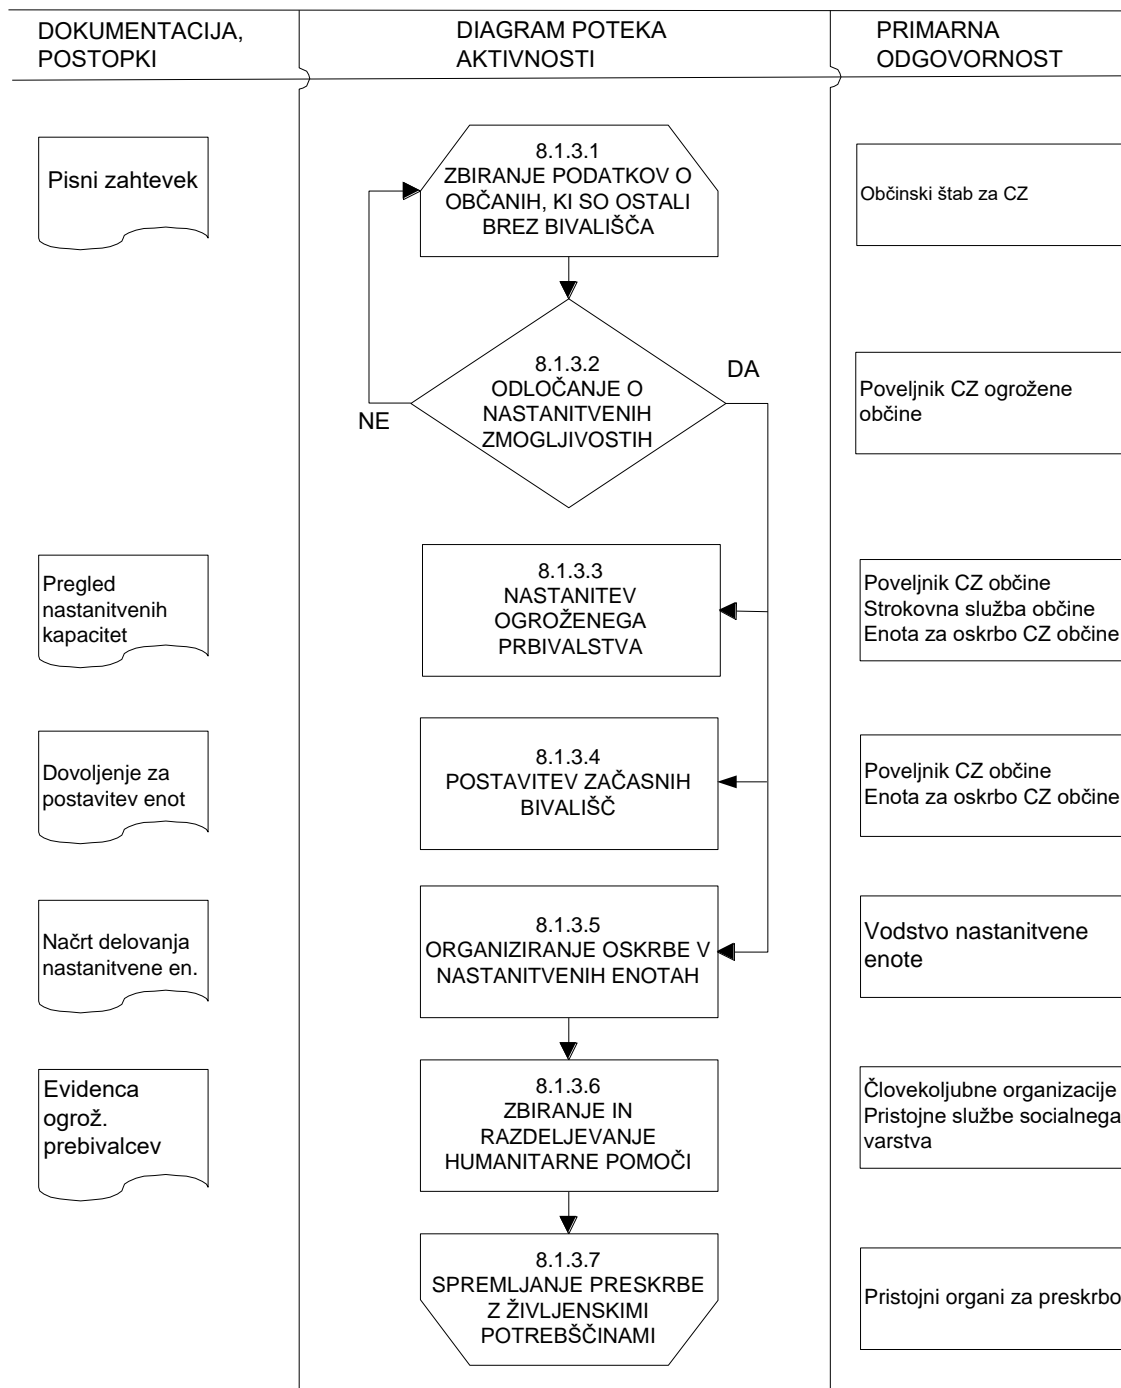 DOKUMENTACIJA,
POSTOPKI
DIAGRAM POTEKA
AKTIVNOSTI
PRIMARNA
ODGOVORNOST
Pisni zahtevek
8.1.3.1
ZBIRANJE PODATKOV O
OBČANIH, KI SO OSTALI
BREZ BIVALIŠČA
Občinski štab za CZ
8.1.3.2
ODLOČANJE O
NASTANITVENIH
ZMOGLJIVOSTIH
NE
DA
Poveljnik CZ ogrožene
občine
Pregled
nastanitvenih
kapacitet
8.1.3.3
NASTANITEV
OGROŽENEGA
PRBIVALSTVA
Poveljnik CZ občine
Strokovna služba občine
Enota za oskrbo CZ občine
Dovoljenje za
postavitev enot
8.1.3.4
POSTAVITEV ZAČASNIH
BIVALIŠČ
Poveljnik CZ občine
Enota za oskrbo CZ občine
Načrt delovanja
nastanitvene en.
8.1.3.5
ORGANIZIRANJE OSKRBE V
NASTANITVENIH ENOTAH
Vodstvo nastanitvene
enote
Evidenca
ogrož.
prebivalcev
8.1.3.6
ZBIRANJE IN
RAZDELJEVANJE
HUMANITARNE POMOČI
Človekoljubne organizacije
Pristojne službe socialnega
varstva
8.1.3.7
SPREMLJANJE PRESKRBE
Z ŽIVLJENSKIMI
POTREBŠČINAMI
Pristojni organi za preskrbo